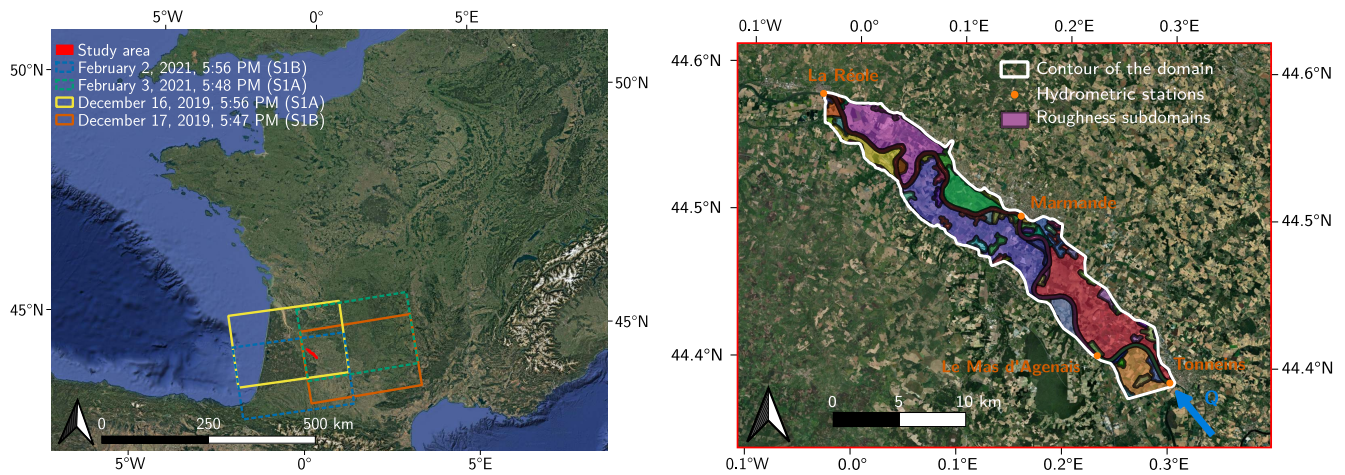 5°W 0° 5°E
50°N
50°N
45°N
45°N
Study area
February 2, 2021, 5:56 PM (S1B)
February 3, 2021, 5:48 PM (S1A)
December 16, 2019, 5:56 PM (S1A)
December 17, 2019, 5:47 PM (S1B)
0 250 500 km
5°W 0° 5°E
0.1°W 0.0° 0.1°E 0.2°E 0.3°E
44.6°N
44.6°N
44.5°N
44.5°N
44.4°N
44.4°N
La Réole
Contour of the domain
Hydrometric stations
Roughness subdomains
Marmande
Le Mas d'Agenais
Tonneins
Q
0 5 10 km
0.1°W 0.0° 0.1°E 0.2°E 0.3°E